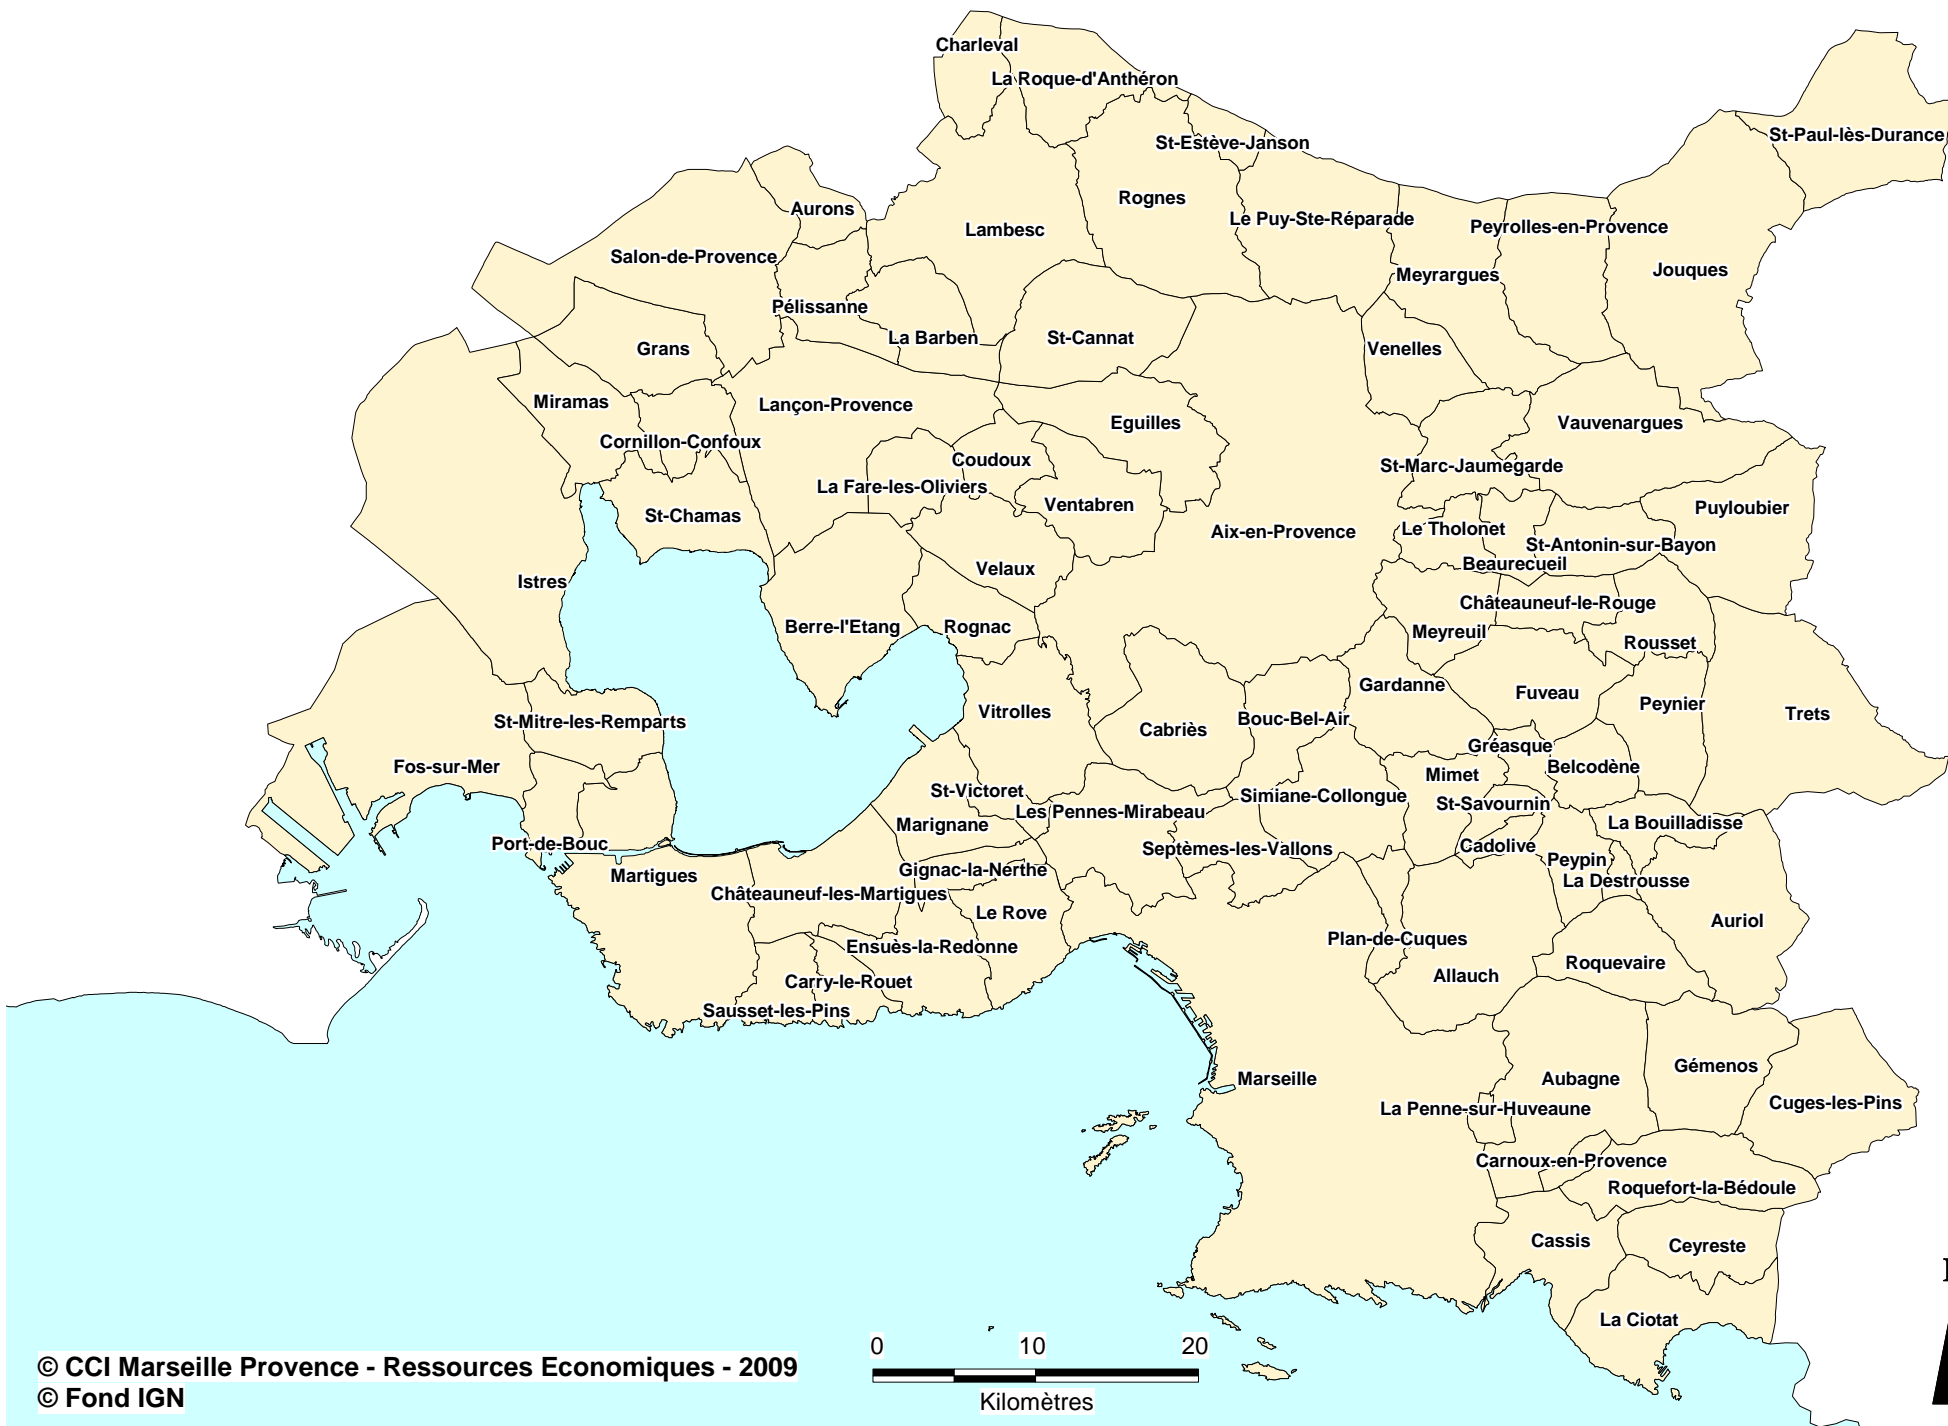 Charleval
La Roque-d'Anthéron
St-Paul-lès-Durance
St-Estève-Janson
Aurons
Rognes
Le Puy-Ste-Réparade
Peyrolles-en-Provence
Lambesc
Salon-de-Provence
Meyrargues
Jouques
Pélissanne
La Barben
St-Cannat
Grans
Venelles
Miramas
Lançon-Provence
Eguilles
Vauvenargues
Cornillon-Confoux
Coudoux
St-Marc-Jaumegarde
La Fare-les-Oliviers
Ventabren
Puyloubier
St-Chamas
Aix-en-Provence
Le Tholonet
St-Antonin-sur-Bayon
Beaurecueil
Istres
Velaux
Châteauneuf-le-Rouge
Berre-l'Etang
Rognac
Meyreuil
Rousset
Gardanne
Fuveau
Peynier
Trets
St-Mitre-les-Remparts
Vitrolles
Cabriès
Bouc-Bel-Air
Gréasque
Fos-sur-Mer
Mimet
Belcodène
St-Victoret
Simiane-Collongue
St-Savournin
Les Pennes-Mirabeau
Marignane
La Bouilladisse
Port-de-Bouc
Septèmes-les-Vallons
Cadolive
Peypin
Martigues
Gignac-la-Nerthe
La Destrousse
Châteauneuf-les-Martigues
Le Rove
Auriol
Ensuès-la-Redonne
Plan-de-Cuques
Roquevaire
Carry-le-Rouet
Allauch
Sausset-les-Pins
Gémenos
Marseille
Aubagne
Cuges-les-Pins
La Penne-sur-Huveaune
Carnoux-en-Provence
Roquefort-la-Bédoule
Cassis
Ceyreste
La Ciotat
0 10 20
Kilomètres
© CCI Marseille Provence - Ressources Economiques - 2009
© Fond IGN